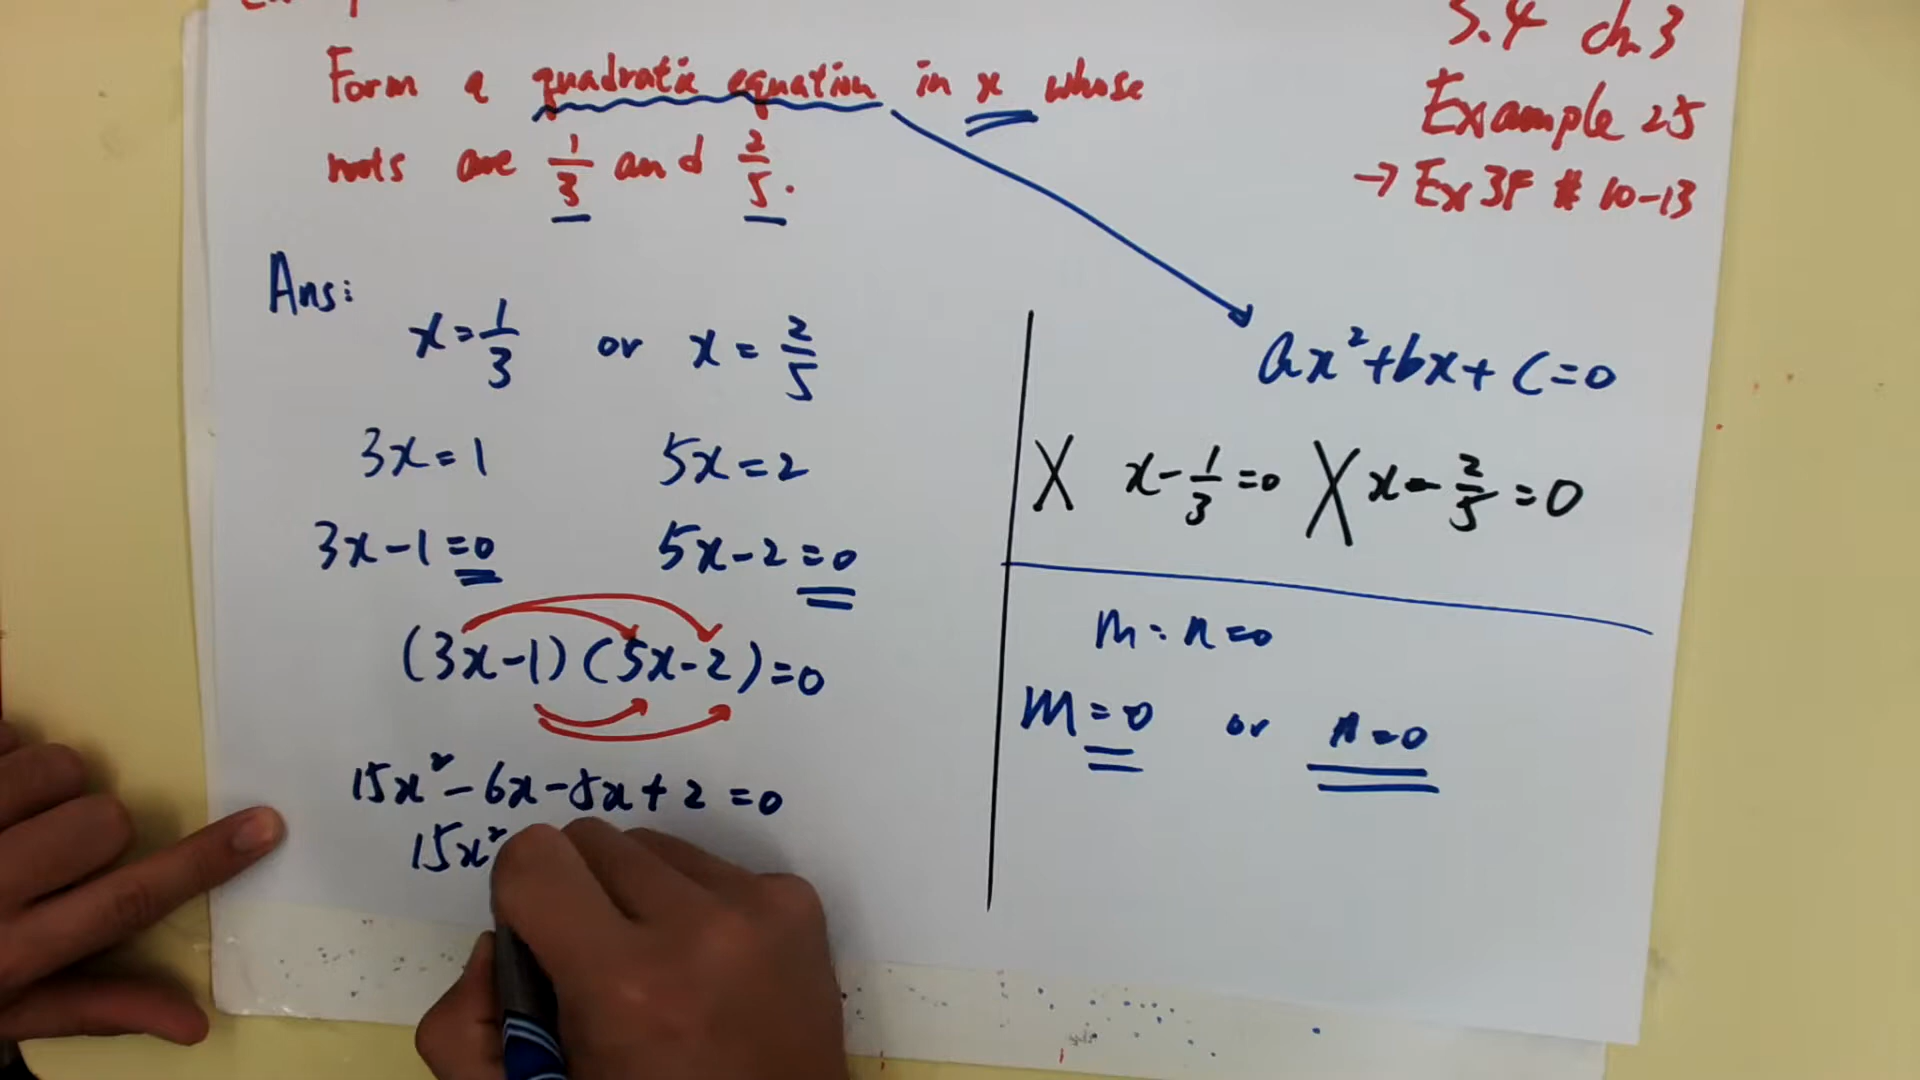 Form a quadratic equation in x whose
roots are 1/3 and 2/5.
S.4 ch.3
Example 25
→ Ex 3F # 10-13
Ans:
x = 1/3 or x = 2/5
3x = 1 5x = 2
3x - 1 = 0 5x - 2 = 0
(3x - 1) (5x - 2) = 0
15x² - 6x - 5x + 2 = 0
15x²
ax² + bx + c = 0
X x - 1/3 = 0 X x - 2/5 = 0
m · n = 0
m = 0 or n = 0